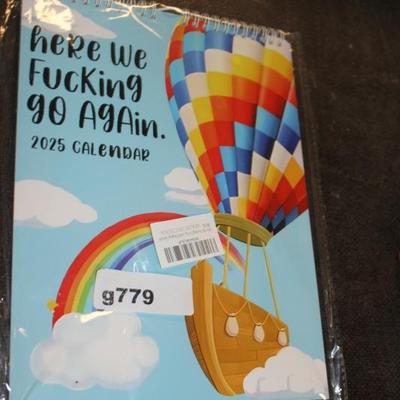 heRe we
Fucking
go AgAin.
2025 CALendAR
g779